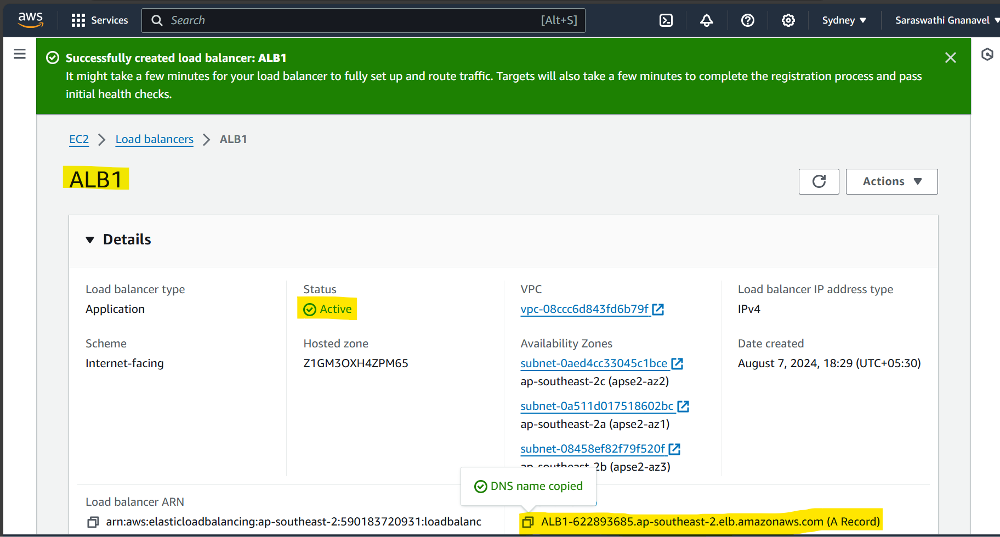 aws
Services
Search
[Alt+S]
Sydney
Saraswathi Gnanavel
Successfully created load balancer: ALB1
It might take a few minutes for your load balancer to fully set up and route traffic. Targets will also take a few minutes to complete the registration process and pass
initial health checks.
EC2
Load balancers
ALB1
ALB1
Actions
Details
Load balancer type
Application
Status
Active
VPC
vpc-08ccc6d843fd6b79f
Load balancer IP address type
IPv4
Scheme
Internet-facing
Hosted zone
Z1GM3OXH4ZPM65
Availability Zones
subnet-0aed4cc33045c1bce
ap-southeast-2c (apse2-az2)
subnet-0a511d017518602bc
ap-southeast-2a (apse2-az1)
subnet-08458ef82f79f520f
ap-southeast-2b (apse2-az3)
Date created
August 7, 2024, 18:29 (UTC+05:30)
DNS name copied
Load balancer ARN
arn:aws:elasticloadbalancing:ap-southeast-2:590183720931:loadbalanc
ALB1-622893685.ap-southeast-2.elb.amazonaws.com (A Record)